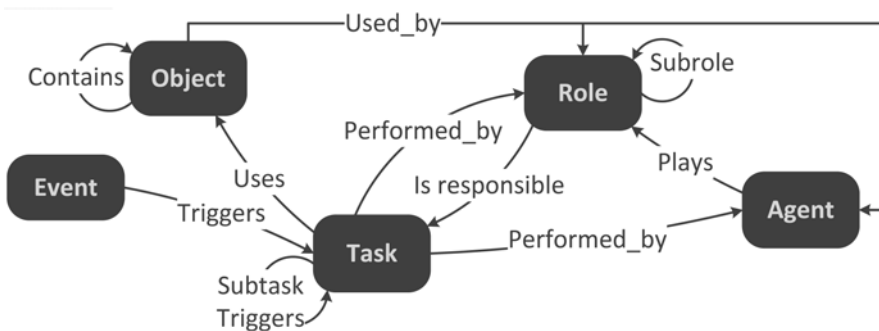 Used_by
Contains
Object
Role
Subrole
Performed_by
Event
Uses
Is responsible
Plays
Triggers
Agent
Task
Performed_by
Subtask
Triggers